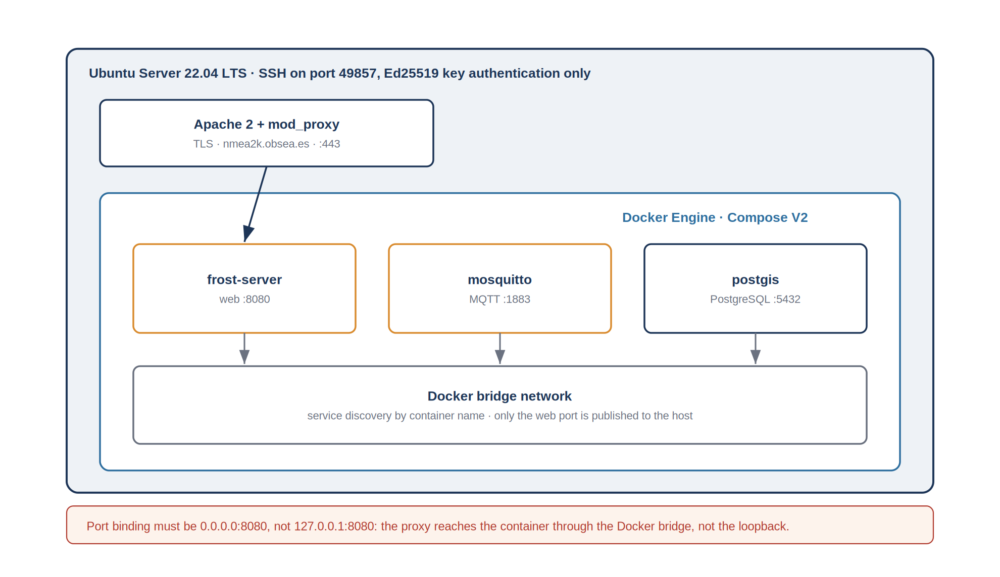 Ubuntu Server 22.04 LTS · SSH on port 49857, Ed25519 key authentication only
Apache 2 + mod_proxy
TLS · nmea2k.obsea.es · :443
Docker Engine · Compose V2
frost-server
web :8080
mosquitto
MQTT :1883
postgis
PostgreSQL :5432
Docker bridge network
service discovery by container name · only the web port is published to the host
Port binding must be 0.0.0.0:8080, not 127.0.0.1:8080: the proxy reaches the container through the Docker bridge, not the loopback.